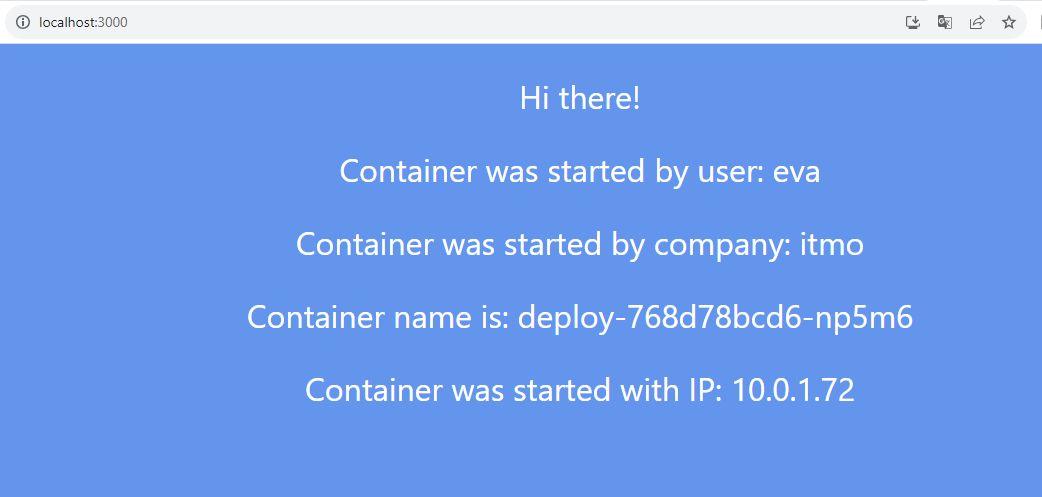 localhost:3000
Hi there!
Container was started by user: eva
Container was started by company: itmo
Container name is: deploy-768d78bcd6-np5m6
Container was started with IP: 10.0.1.72